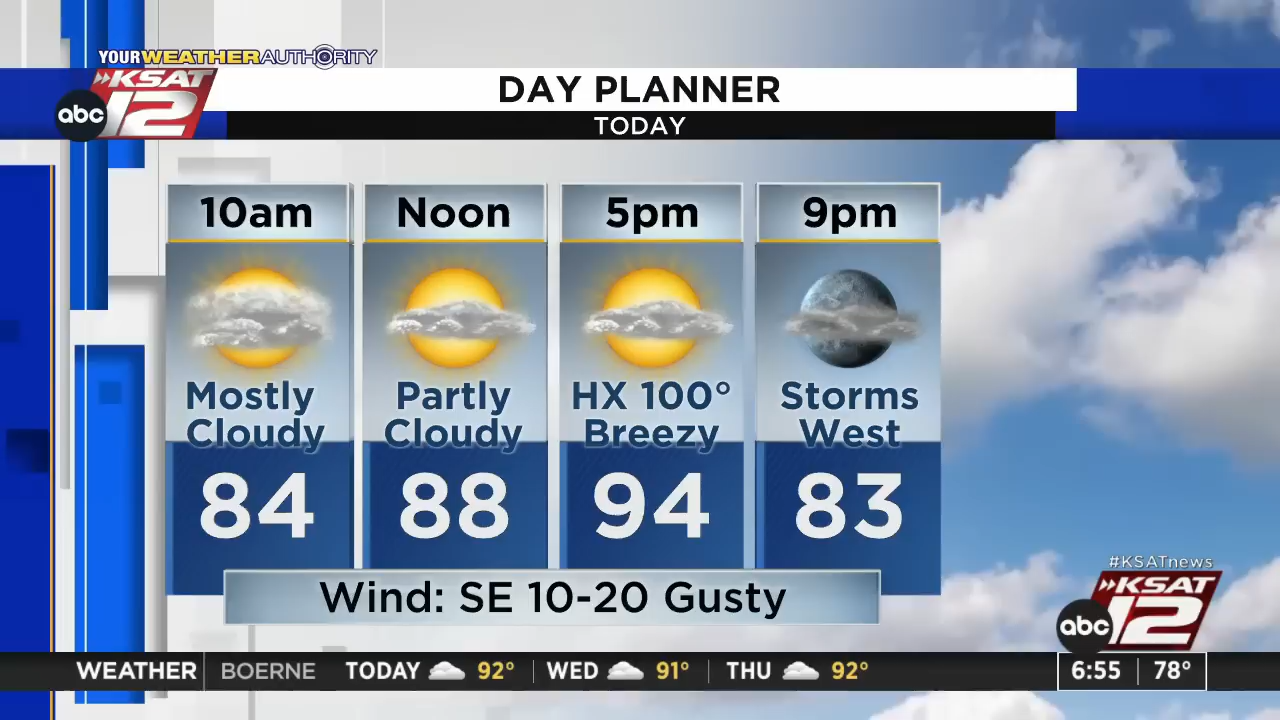 YOURWEATHERAUTHORITY
KSAT
abc 12
DAY PLANNER
TODAY
10am Noon 5pm 9pm
Mostly Partly HX 100° Storms
Cloudy Cloudy Breezy West
84 88 94 83
Wind: SE 10-20 Gusty
#KSATnews
KSAT
abc 12
WEATHER BOERNE TODAY 92° WED 91° THU 92° 6:55 78°